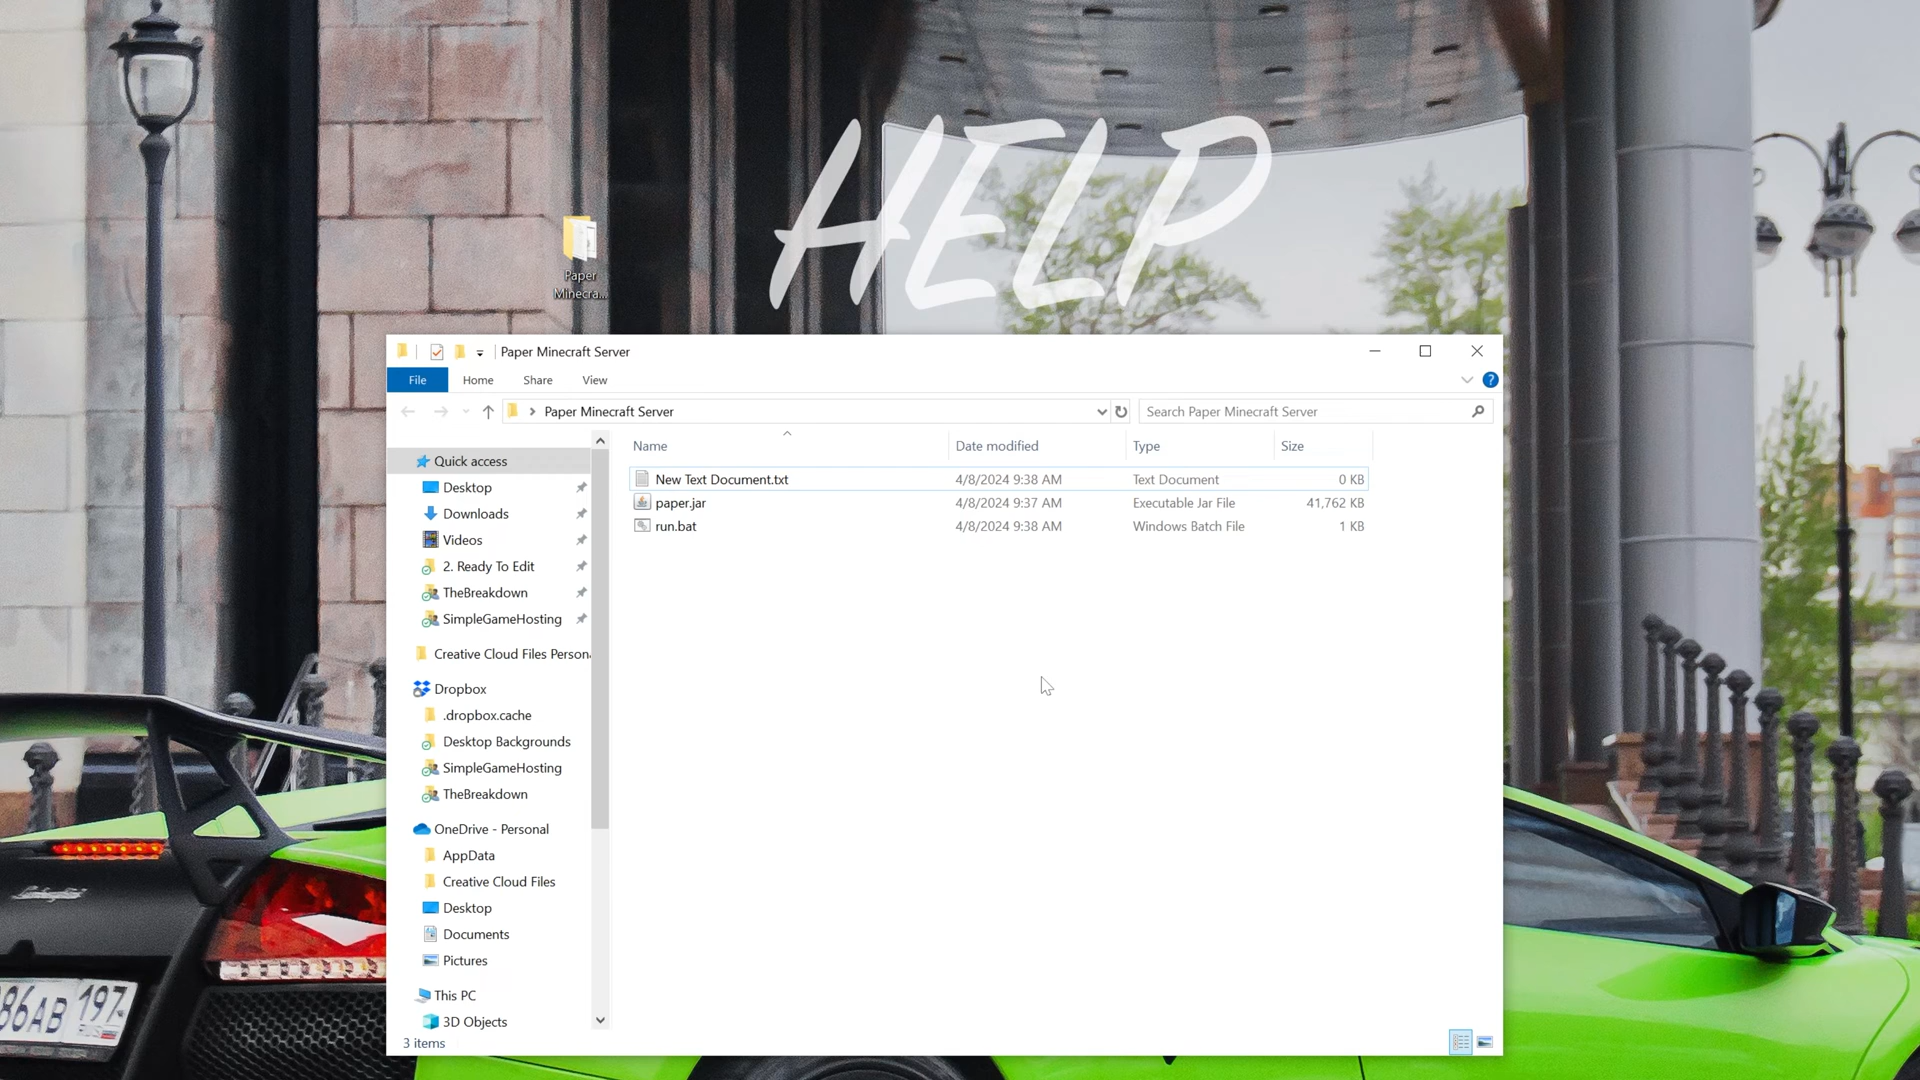 HELP
Paper
Minecra...
Paper Minecraft Server
File Home Share View
Paper Minecraft Server
Search Paper Minecraft Server
Name Date modified Type Size
New Text Document.txt 4/8/2024 9:38 AM Text Document 0 KB
paper.jar 4/8/2024 9:37 AM Executable Jar File 41,762 KB
run.bat 4/8/2024 9:38 AM Windows Batch File 1 KB
Quick access
Desktop
Downloads
Videos
2. Ready To Edit
TheBreakdown
SimpleGameHosting
Creative Cloud Files Person
Dropbox
.dropbox.cache
Desktop Backgrounds
SimpleGameHosting
TheBreakdown
OneDrive - Personal
AppData
Creative Cloud Files
Desktop
Documents
Pictures
This PC
3D Objects
3 items
86AB 197